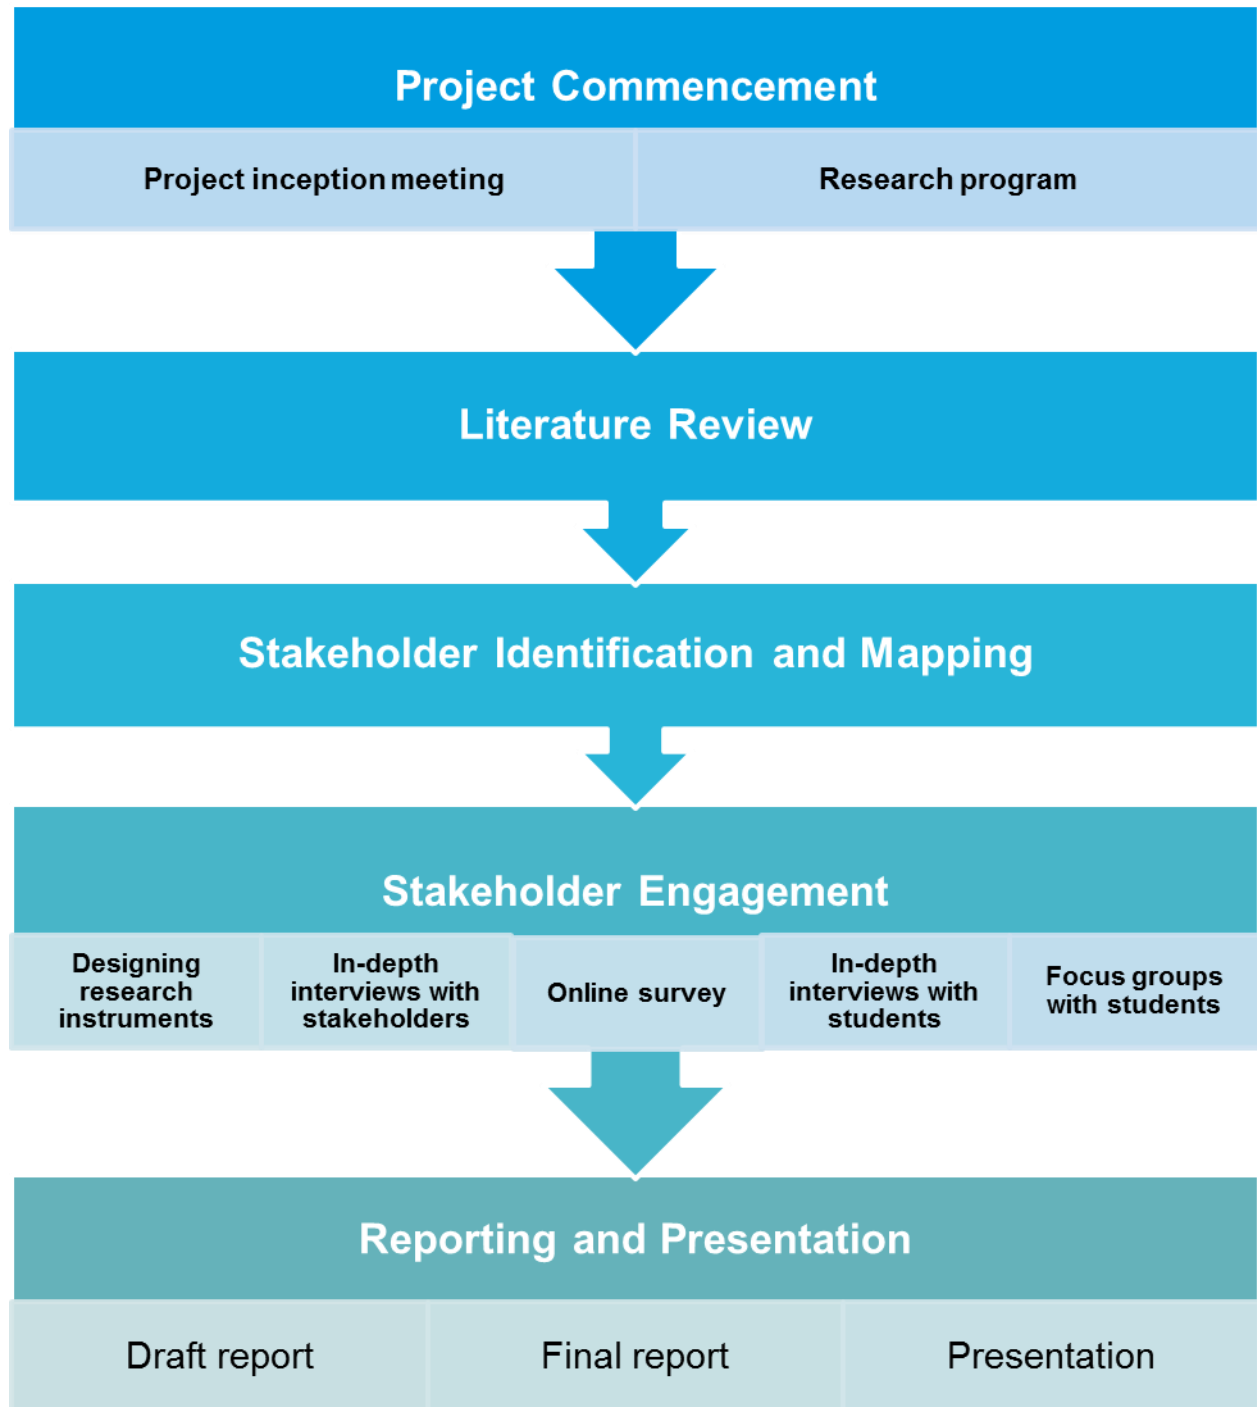 Project Commencement
Project inception meeting
Research program
Literature Review
Stakeholder Identification and Mapping
Stakeholder Engagement
Designing
research
instruments
In-depth
interviews with
stakeholders
Online survey
In-depth
interviews with
students
Focus groups
with students
Reporting and Presentation
Draft report
Final report
Presentation